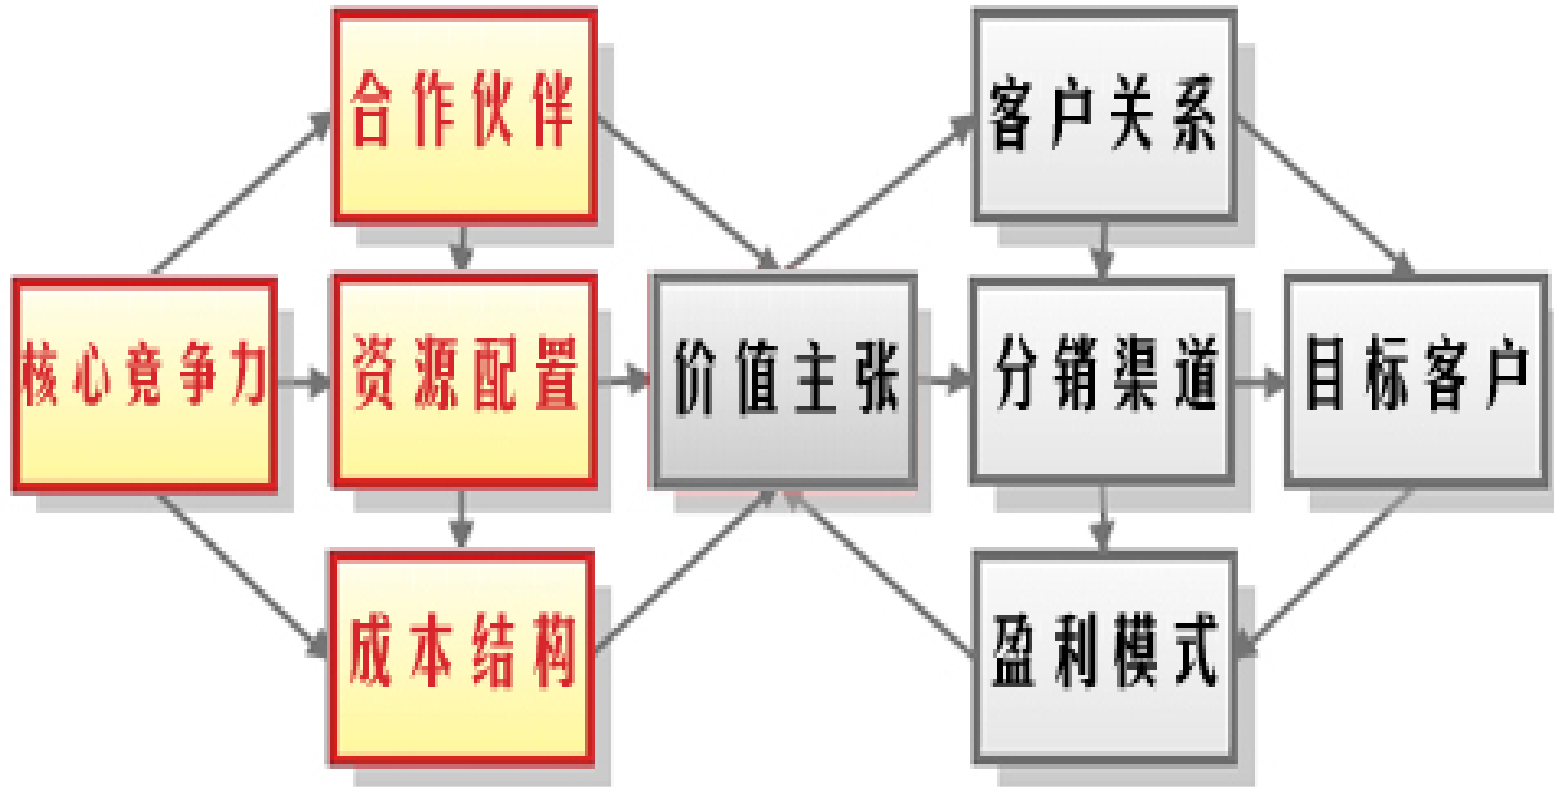 合作伙伴
客户关系
核心竞争力
资源配置
价值主张
分销渠道
目标客户
成本结构
盈利模式